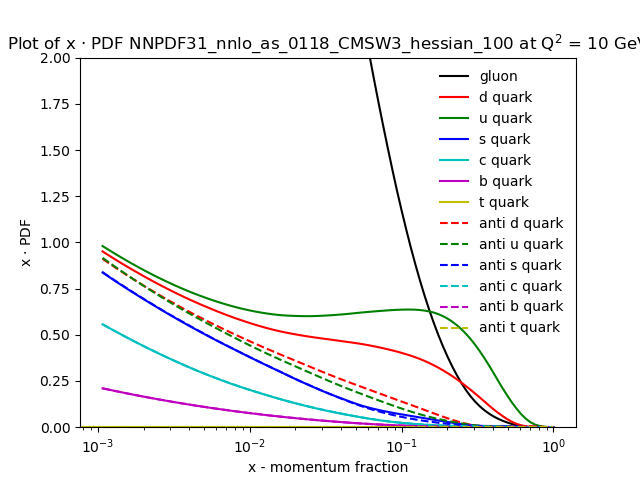 Plot of x · PDF NNPDF31_nnlo_as_0118_CMSW3_hessian_100 at Q² = 10 GeV
2.00
1.75
1.50
1.25
1.00
0.75
0.50
0.25
0.00
x · PDF
gluon
d quark
u quark
s quark
c quark
b quark
t quark
anti d quark
anti u quark
anti s quark
anti c quark
anti b quark
anti t quark
10⁻³ 10⁻² 10⁻¹ 10⁰
x - momentum fraction